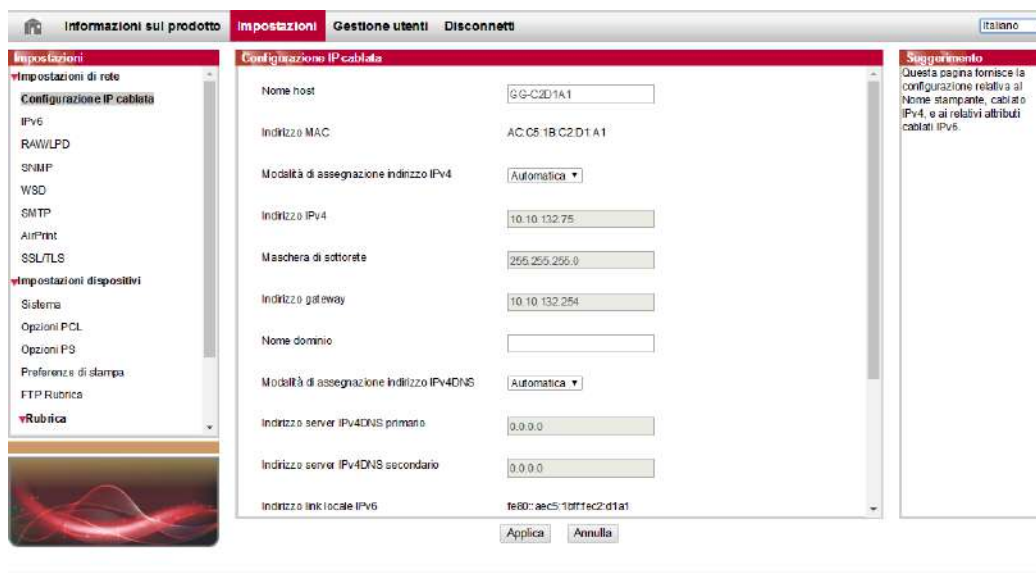 Informazioni sul prodotto Impostazioni Gestione utenti Disconnetti Italiano
Impostazioni
▾Impostazioni di rete
Configurazione IP cablata
IPv6
RAW/LPD
SNMP
WSD
SMTP
AirPrint
SSL/TLS
▾Impostazioni dispositivi
Sistema
Opzioni PCL
Opzioni PS
Preferenze di stampa
FTP Rubrica
▾Rubrica
Configurazione IP cablata
Nome host GG-C2D1A1
Indirizzo MAC AC:C5:1B:C2:D1:A1
Modalità di assegnazione indirizzo IPv4 Automatica ▾
Indirizzo IPv4 10.10.132.75
Maschera di sottorete 255.255.255.0
Indirizzo gateway 10.10.132.254
Nome dominio
Modalità di assegnazione indirizzo IPv4DNS Automatica ▾
Indirizzo server IPv4DNS primario 0.0.0.0
Indirizzo server IPv4DNS secondario 0.0.0.0
Indirizzo link locale IPv6 fe80::aec5:1bff:fec2:d1a1
Applica Annulla
Suggerimento
Questa pagina fornisce la
configurazione relativa al
Nome stampante, cablato
IPv4, e ai relativi attributi
cablati IPv6.